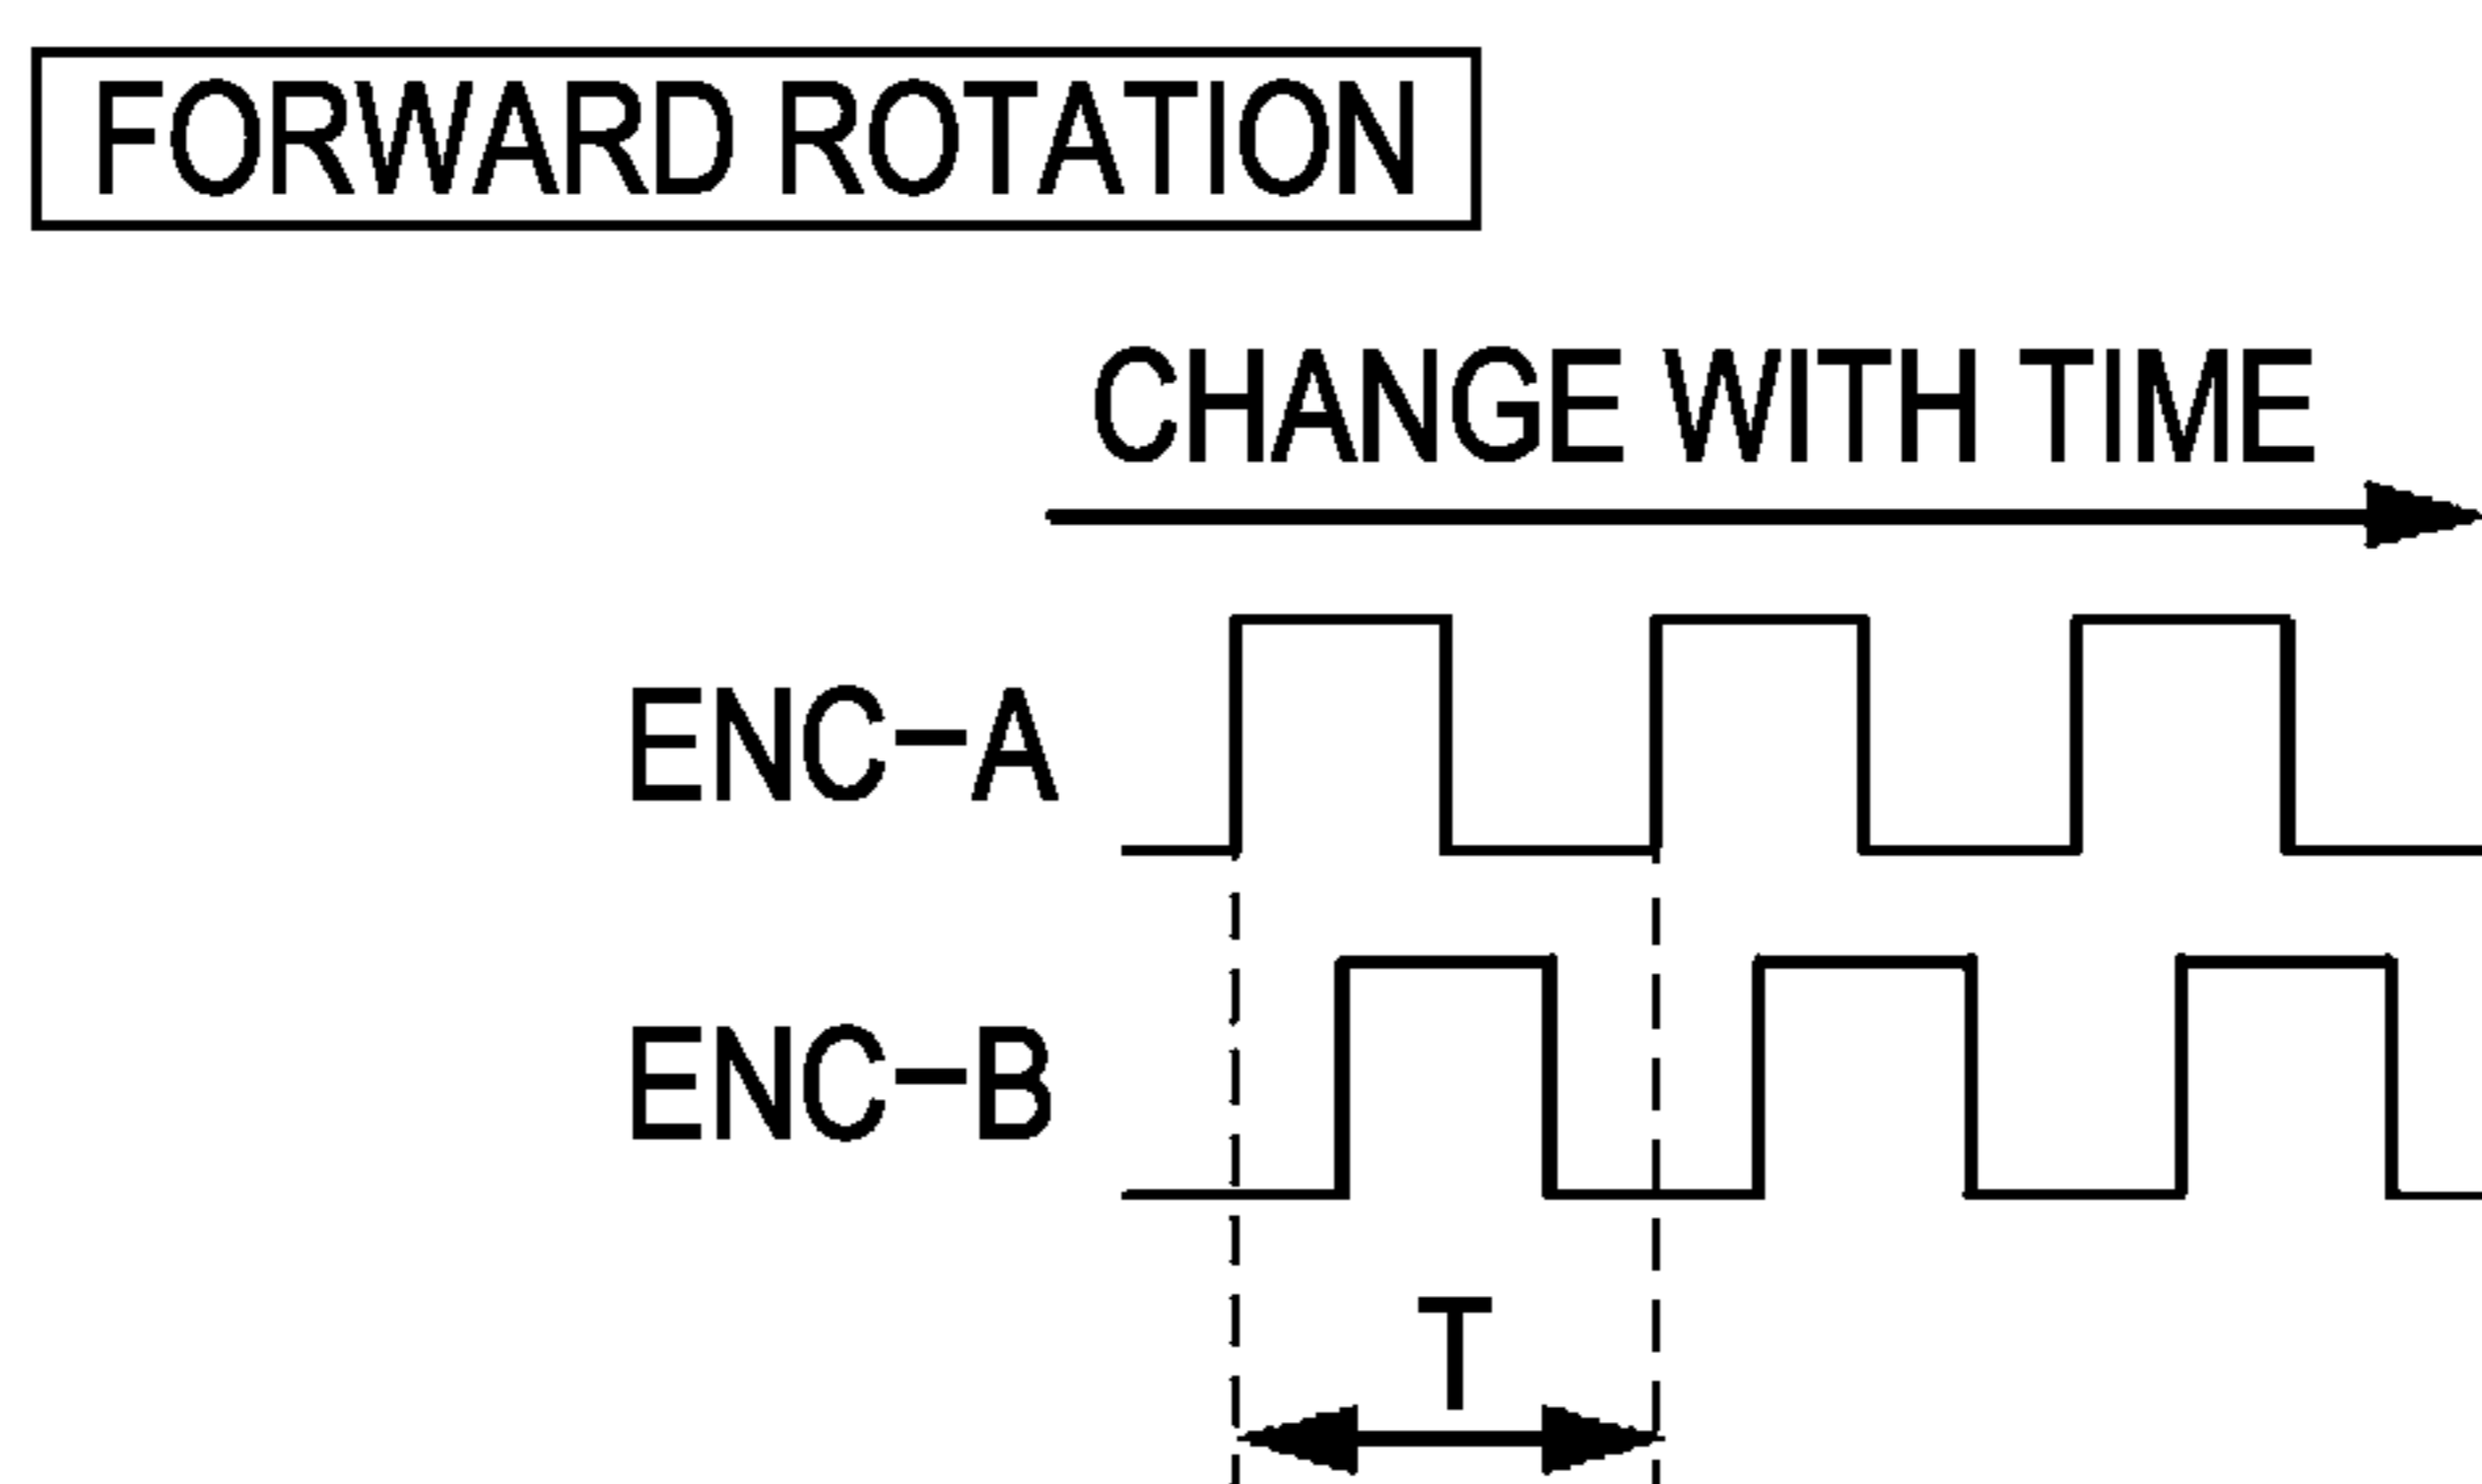 FORWARD ROTATION
CHANGE WITH TIME
ENC-A
ENC-B
T